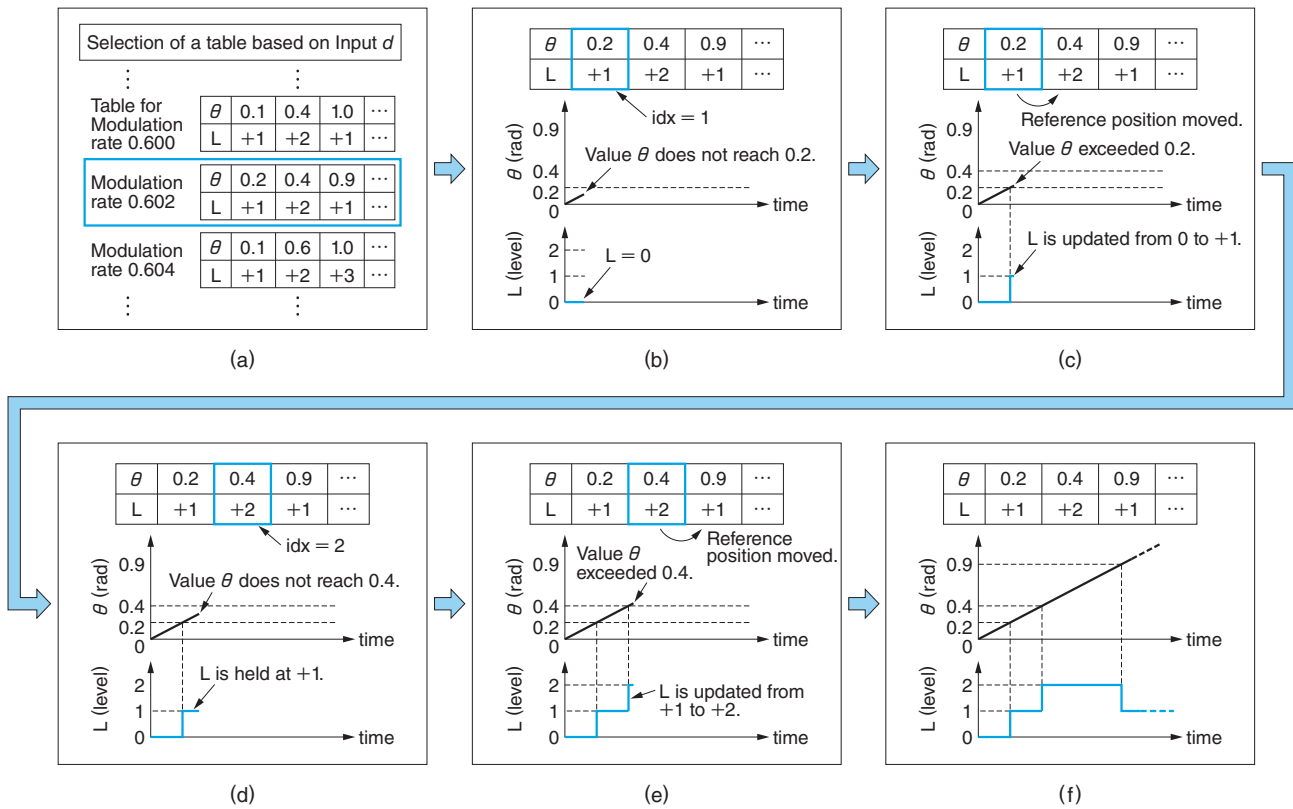 Selection of a table based on Input d
⋮ ⋮
Table for
Modulation
rate 0.600
θ 0.1 0.4 1.0 ⋯
L +1 +2 +1 ⋯
Modulation
rate 0.602
θ 0.2 0.4 0.9 ⋯
L +1 +2 +1 ⋯
Modulation
rate 0.604
θ 0.1 0.6 1.0 ⋯
L +1 +2 +3 ⋯
⋮ ⋮
(a)
θ 0.2 0.4 0.9 ⋯
L +1 +2 +1 ⋯
idx = 1
Value θ does not reach 0.2.
θ (rad)
0.9
0.4
0.2
0
time
L (level)
2
1
0
L = 0
time
(b)
θ 0.2 0.4 0.9 ⋯
L +1 +2 +1 ⋯
Reference position moved.
Value θ exceeded 0.2.
θ (rad)
0.9
0.4
0.2
0
time
L is updated from 0 to +1.
L (level)
2
1
0
time
(c)
θ 0.2 0.4 0.9 ⋯
L +1 +2 +1 ⋯
idx = 2
Value θ does not reach 0.4.
θ (rad)
0.9
0.4
0.2
0
time
L is held at +1.
L (level)
2
1
0
time
(d)
θ 0.2 0.4 0.9 ⋯
L +1 +2 +1 ⋯
Reference
position moved.
Value θ
exceeded 0.4.
θ (rad)
0.9
0.4
0.2
0
time
L (level)
2
1
0
L is updated from
+1 to +2.
time
(e)
θ 0.2 0.4 0.9 ⋯
L +1 +2 +1 ⋯
θ (rad)
0.9
0.4
0.2
0
time
L (level)
2
1
0
time
(f)